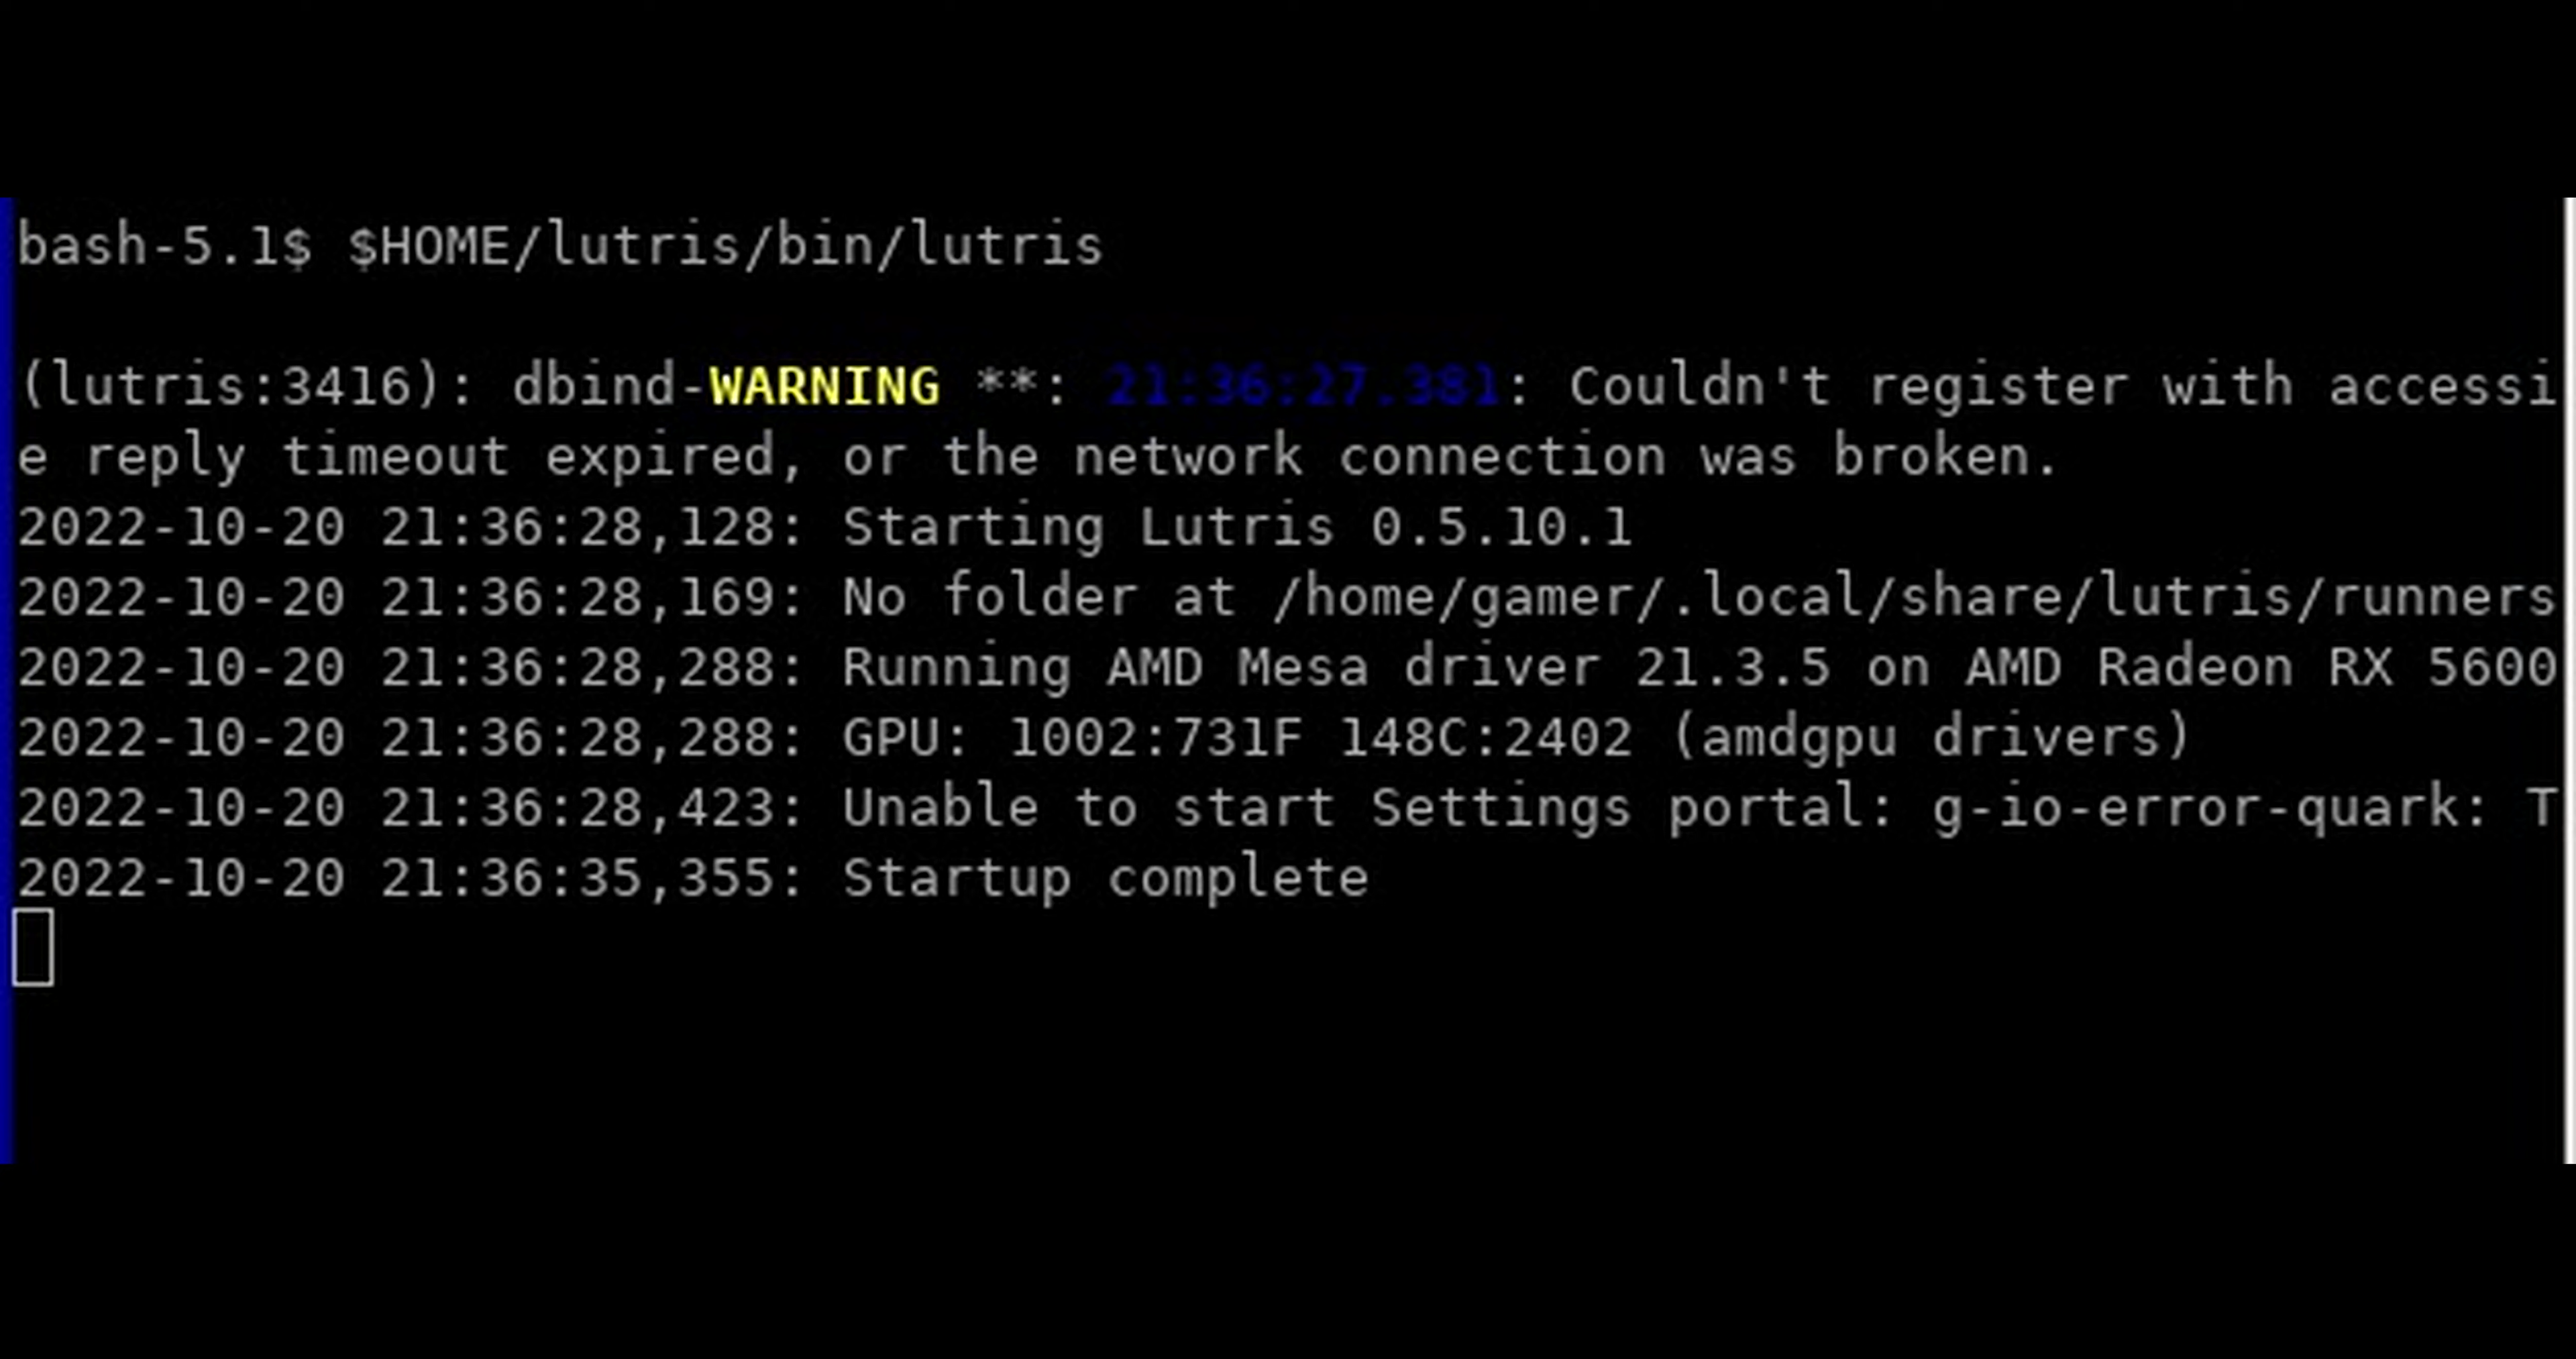 bash-5.1$ $HOME/lutris/bin/lutris
(lutris:3416): dbind-WARNING **: 21:36:27.381: Couldn't register with accessi
e reply timeout expired, or the network connection was broken.
2022-10-20 21:36:28,128: Starting Lutris 0.5.10.1
2022-10-20 21:36:28,169: No folder at /home/gamer/.local/share/lutris/runners
2022-10-20 21:36:28,288: Running AMD Mesa driver 21.3.5 on AMD Radeon RX 5600
2022-10-20 21:36:28,288: GPU: 1002:731F 148C:2402 (amdgpu drivers)
2022-10-20 21:36:28,423: Unable to start Settings portal: g-io-error-quark: T
2022-10-20 21:36:35,355: Startup complete